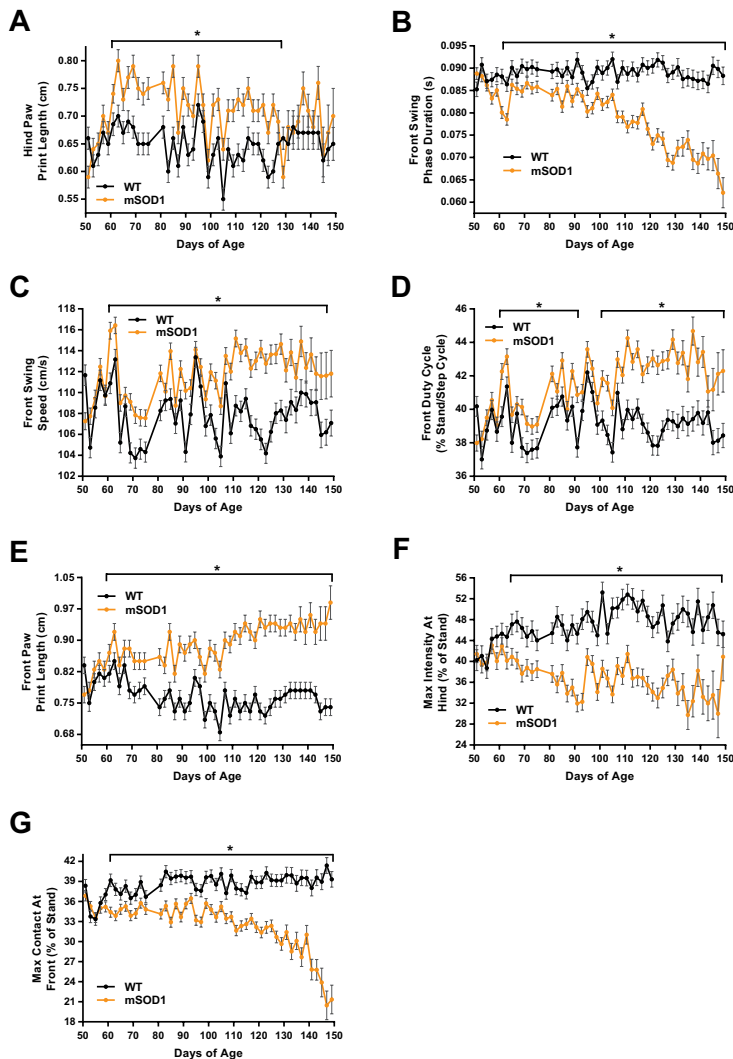 A
*
0.80
0.75
0.70
0.65
0.60
0.55
Hind Paw
Print Legnth (cm)
WT
mSOD1
50 60 70 80 90 100 110 120 130 140 150
Days of Age
B
*
0.095
0.090
0.085
0.080
0.075
0.070
0.065
0.060
Front Swing
Phase Duration (s)
WT
mSOD1
50 60 70 80 90 100 110 120 130 140 150
Days of Age
C
*
118
116
114
112
110
108
106
104
102
Front Swing
Speed (cm/s)
WT
mSOD1
50 60 70 80 90 100 110 120 130 140 150
Days of Age
D
* *
46
44
42
40
38
36
Front Duty Cycle
(% Stand/Step Cycle)
WT
mSOD1
50 60 70 80 90 100 110 120 130 140 150
Days of Age
E
*
1.05
0.97
0.90
0.82
0.75
0.68
Front Paw
Print Length (cm)
WT
mSOD1
50 60 70 80 90 100 110 120 130 140 150
Days of Age
F
*
56
52
48
44
40
36
32
28
24
Max Intensity At
Hind (% of Stand)
WT
mSOD1
50 60 70 80 90 100 110 120 130 140 150
Days of Age
G
*
39
36
33
30
27
24
21
18
Max Contact At
Front (% of Stand)
WT
mSOD1
50 60 70 80 90 100 110 120 130 140 150
Days of Age